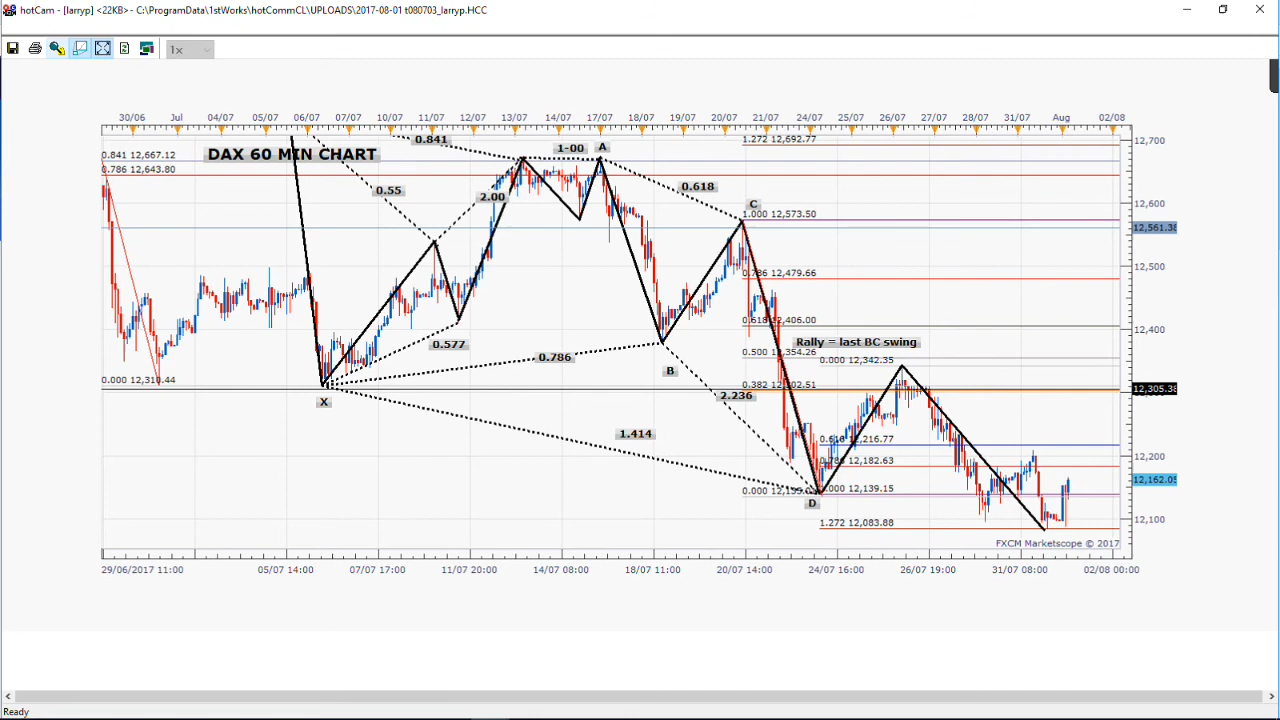 hotCam - [larryp] <22KB> - C:\ProgramData\1stWorks\hotCommCL\UPLOADS\2017-08-01 t080703_larryp.HCC
1x
30/06 Jul 04/07 05/07 06/07 07/07 10/07 11/07 12/07 13/07 14/07 17/07 18/07 19/07 20/07 21/07 24/07 25/07 26/07 27/07 28/07 31/07 Aug 02/08
0.841
1.272 12,692.77
12,700
0.841 12,667.12
DAX 60 MIN CHART
1-00
A
0.786 12,643.80
0.55
2.00
0.618
C
12,600
1.000 12,573.50
12,561.38
0.786 12,479.66
12,500
0.618 12,406.00
12,400
0.577
Rally = last BC swing
0.786
0.500 12,354.26
0.000 12,342.35
B
0.000 12,310.44
12,305.38
X
2.236
1.414
0.618 12,216.77
0.786 12,182.63
12,200
12,162.05
D
12,139.15
1.272 12,083.88
12,100
FXCM Marketscope © 2017
29/06/2017 11:00 05/07 14:00 07/07 17:00 11/07 20:00 14/07 08:00 18/07 11:00 20/07 14:00 24/07 16:00 26/07 19:00 31/07 08:00 02/08 00:00
Ready